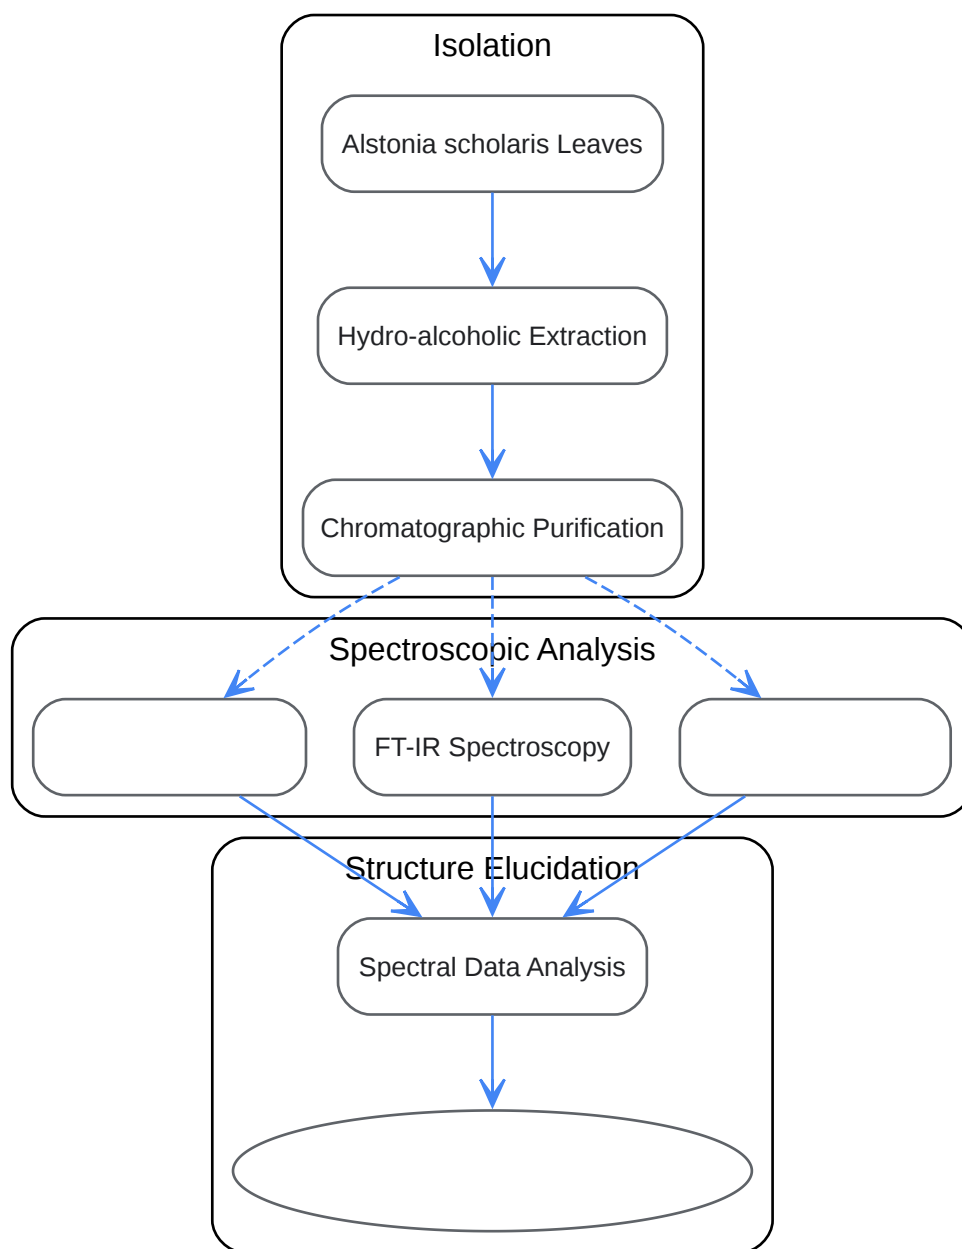 Isolation
Alstonia scholaris Leaves
Hydro-alcoholic Extraction
Chromatographic Purification
Spectroscopic Analysis
FT-IR Spectroscopy
Structure Elucidation
Spectral Data Analysis